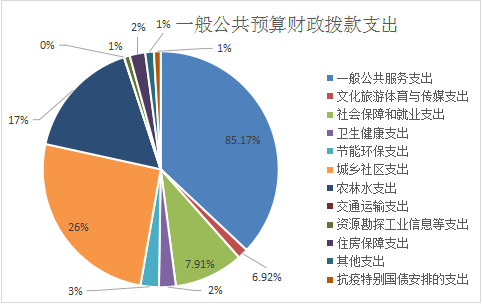 一般公共预算财政拨款支出
1%
2%
1%
1%
0%
17%
85.17%
26%
7.91%
6.92%
3%
2%
一般公共服务支出
文化旅游体育与传媒支出
社会保障和就业支出
卫生健康支出
节能环保支出
城乡社区支出
农林水支出
交通运输支出
资源勘探工业信息等支出
住房保障支出
其他支出
抗疫特别国债安排的支出